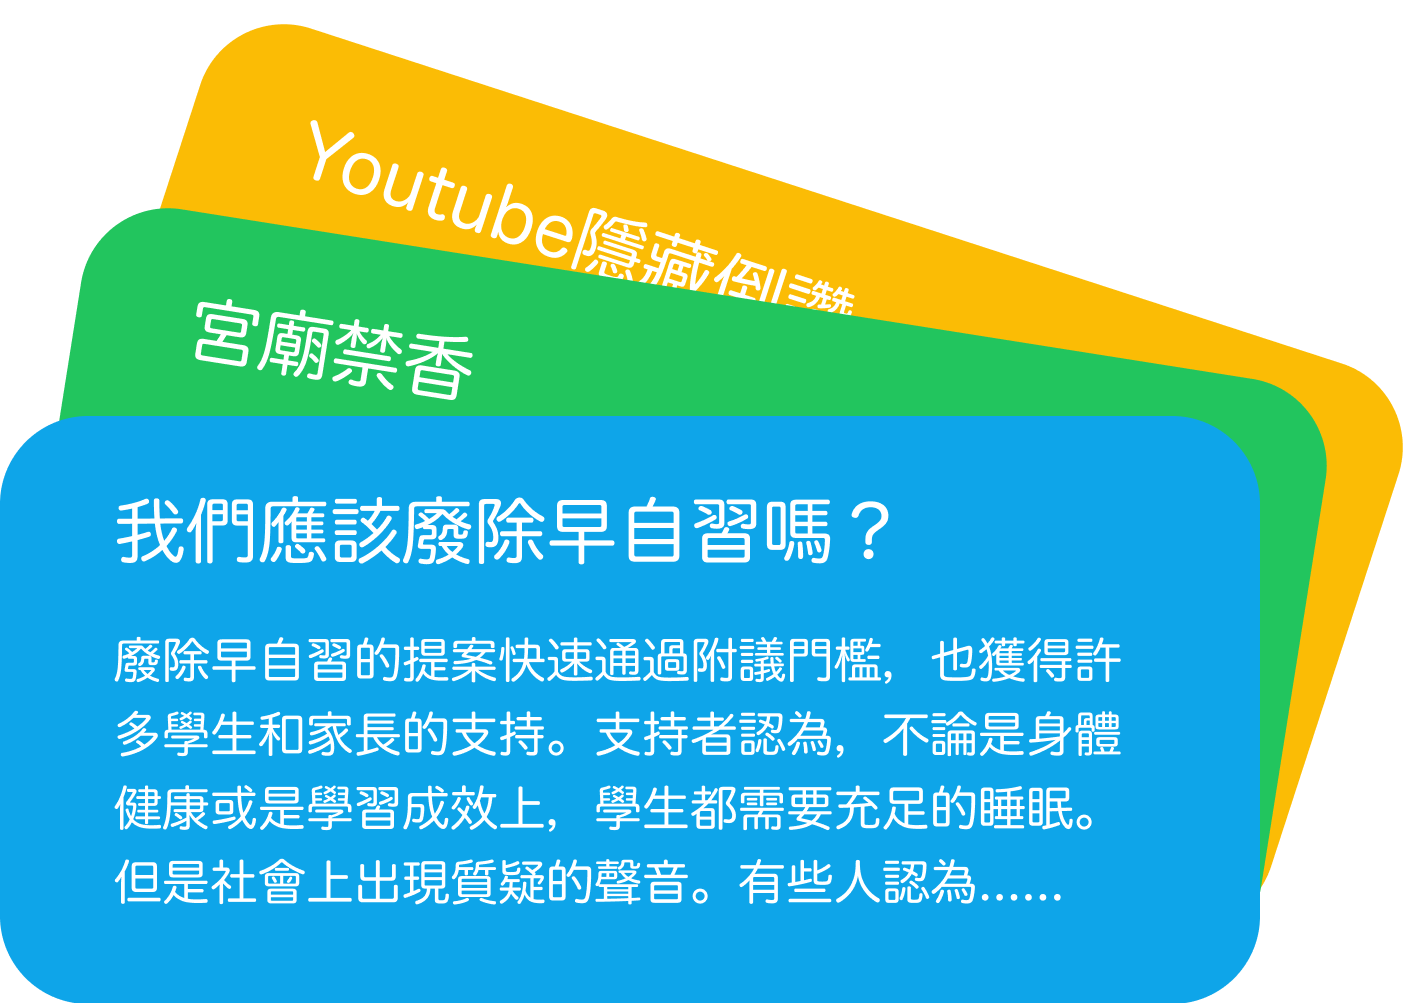 Youtube隱藏倒讚
宮廟禁香
我們應該廢除早自習嗎？
廢除早自習的提案快速通過附議門檻，也獲得許
多學生和家長的支持。支持者認為，不論是身體
健康或是學習成效上，學生都需要充足的睡眠。
但是社會上出現質疑的聲音。有些人認為......